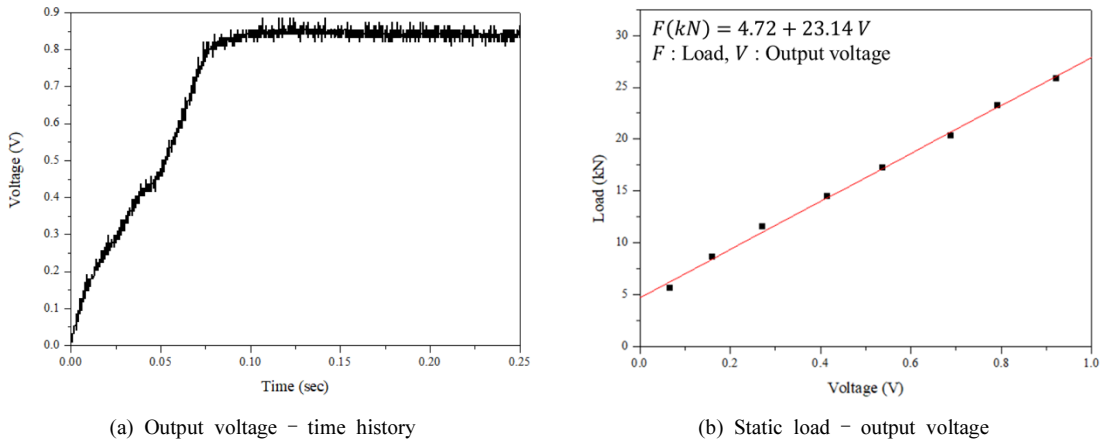 0.9
0.8
0.7
0.6
0.5
0.4
0.3
0.2
0.1
0.0
Voltage (V)
0.00 0.05 0.10 0.15 0.20 0.25
Time (sec)
(a) Output voltage – time history
F(kN) = 4.72 + 23.14 V
F : Load, V : Output voltage
30
25
20
15
10
5
0
Load (kN)
0.0 0.2 0.4 0.6 0.8 1.0
Voltage (V)
(b) Static load – output voltage